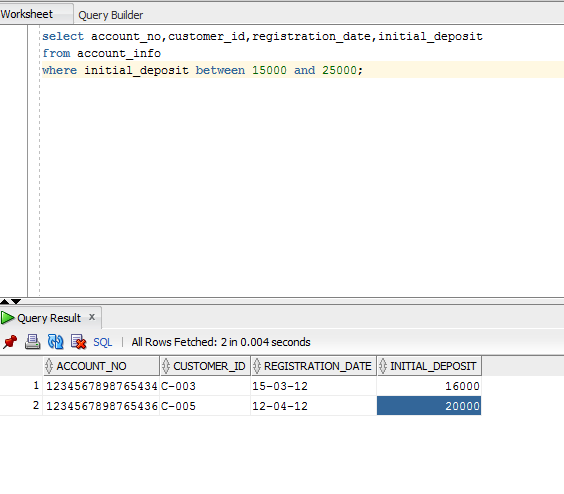 Worksheet Query Builder
select account_no,customer_id,registration_date,initial_deposit
from account_info
where initial_deposit between 15000 and 25000;
Query Result x
SQL | All Rows Fetched: 2 in 0.004 seconds
ACCOUNT_NO CUSTOMER_ID REGISTRATION_DATE INITIAL_DEPOSIT
1 1234567898765434 C-003 15-03-12 16000
2 1234567898765436 C-005 12-04-12 20000